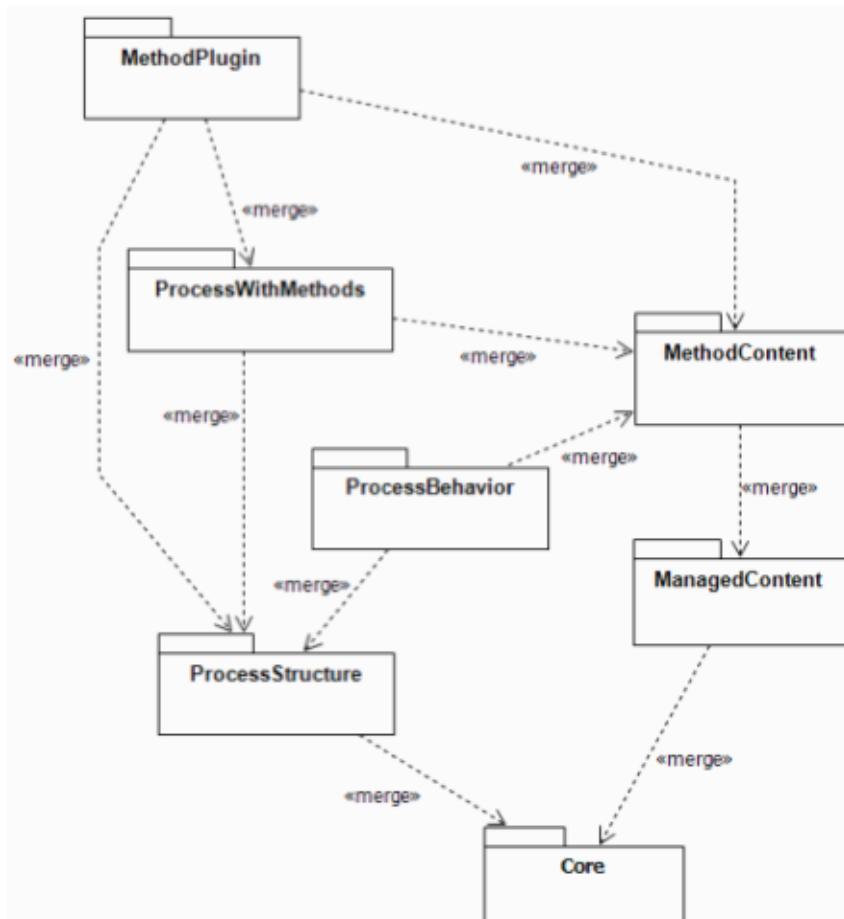 MethodPlugin
«merge»
«merge»
ProcessWithMethods
«merge»
MethodContent
«merge»
«merge»
«merge»
ProcessBehavior
«merge»
ManagedContent
«merge»
ProcessStructure
«merge»
«merge»
Core